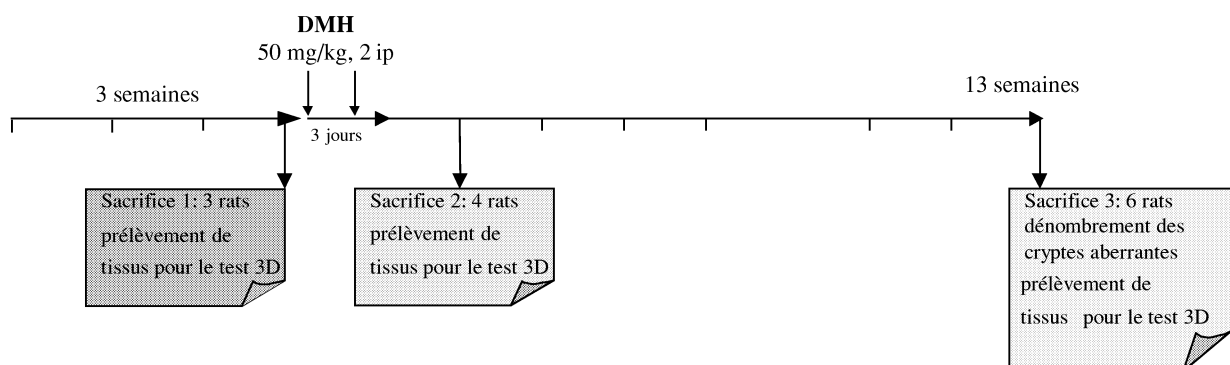 DMH
50 mg/kg, 2 ip
3 semaines
13 semaines
3 jours
Sacrifice 1: 3 rats
prélèvement de
tissus pour le test 3D
Sacrifice 2: 4 rats
prélèvement de
tissus pour le test 3D
Sacrifice 3: 6 rats
dénombrement des
cryptes aberrantes
prélèvement de
tissus pour le test 3D